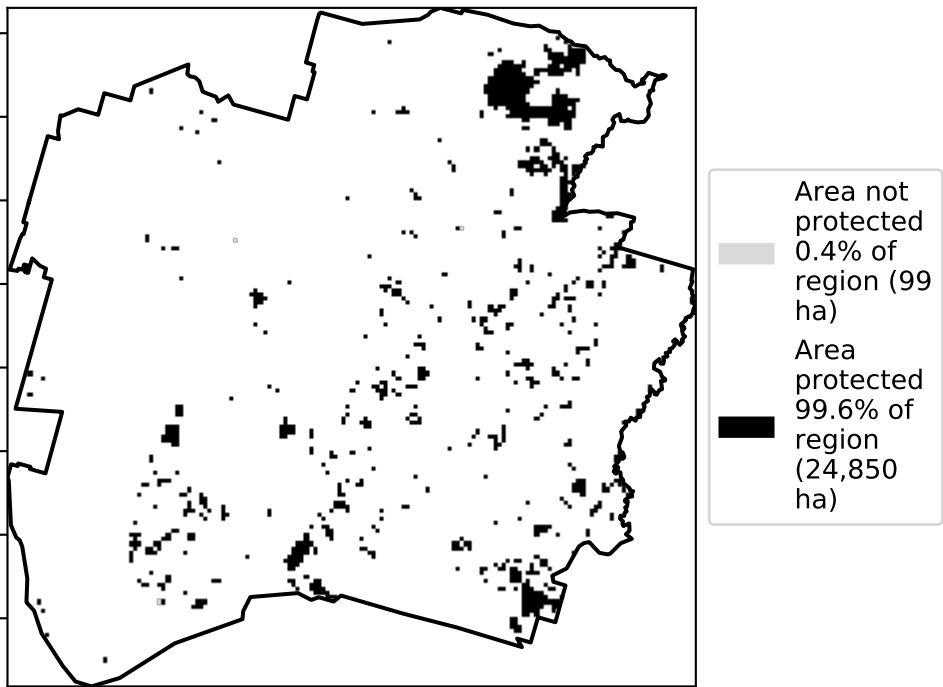 Area not
protected
0.4% of
region (99
ha)
Area
protected
99.6% of
region
(24,850
ha)